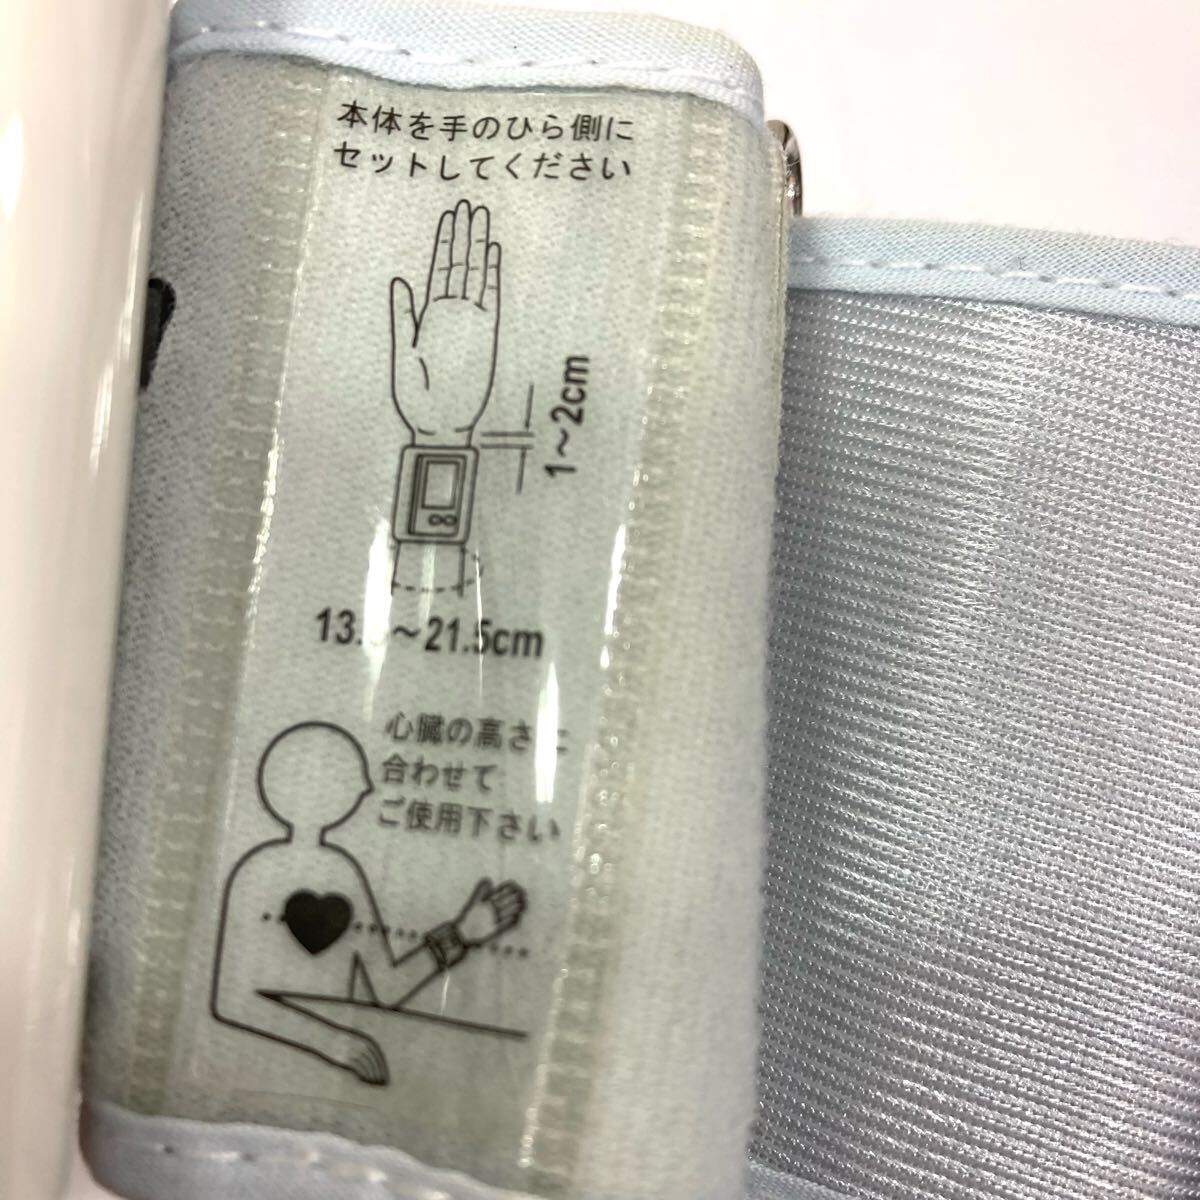 本体を手のひら側に
セットしてください
1~2cm
~21.5cm
心臓の高さ
合わせて
ご使用下さい